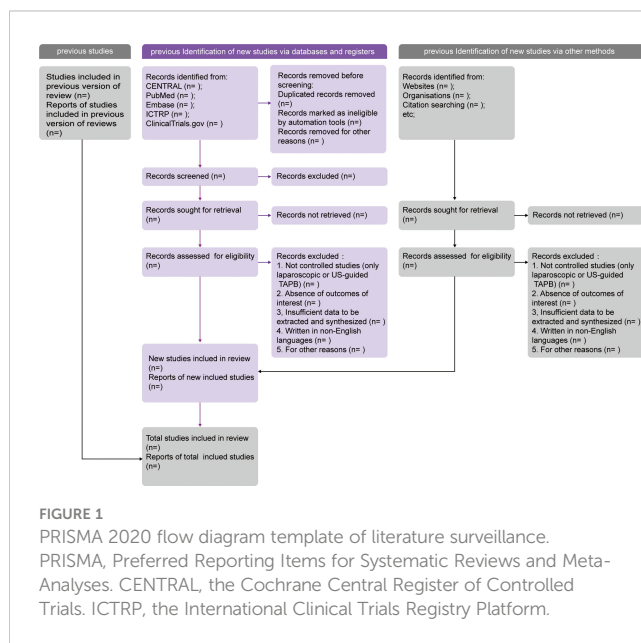 previous studies
Studies included in
previous version of
review (n=)
Reports of studies
included in previous
version of reviews
(n=)
previous Identification of new studies via databases and registers
Records identified from:
CENTRAL (n= );
PubMed (n= );
Embase (n= );
ICTRP (n= );
ClinicalTrials.gov (n= )
Records removed before
screening:
Duplicated records removed
(n=)
Records marked as ineligible
by automation tools (n=)
Records removed for other
reasons (n= )
Records screened (n=)
Records excluded (n=)
Records sought for retrieval
(n=)
Records not retrieved (n=)
Records assessed for eligibility
(n=)
Records excluded :
1. Not controlled studies (only
laparoscopic or US-guided
TAPB) (n= )
2. Absence of outcomes of
interest (n= )
3, Insufficient data to be
extracted and synthesized (n= )
4. Written in non-English
languages (n= )
5. For other reasons (n= )
New studies inclued in review
(n=)
Reports of new inclued studies
(n=)
Total studies inclued in review
(n=)
Reports of total inclued studies
(n=)
previous Identification of new studies via other methods
Records identified from:
Websites (n= );
Organisations (n= );
Citation searching (n= );
etc;
Records sought for retrieval
(n=)
Records not retrieved (n=)
Records assessed for eligibility
(n=)
Records excluded :
1. Not controlled studies (only
laparoscopic or US-guided
TAPB) (n= )
2. Absence of outcomes of
interest (n= )
3, Insufficient data to be
extracted and synthesized (n= )
4. Written in non-English
languages (n= )
5. For other reasons (n= )
FIGURE 1
PRISMA 2020 flow diagram template of literature surveillance.
PRISMA, Preferred Reporting Items for Systematic Reviews and Meta-
Analyses. CENTRAL, the Cochrane Central Register of Controlled
Trials. ICTRP, the International Clinical Trials Registry Platform.